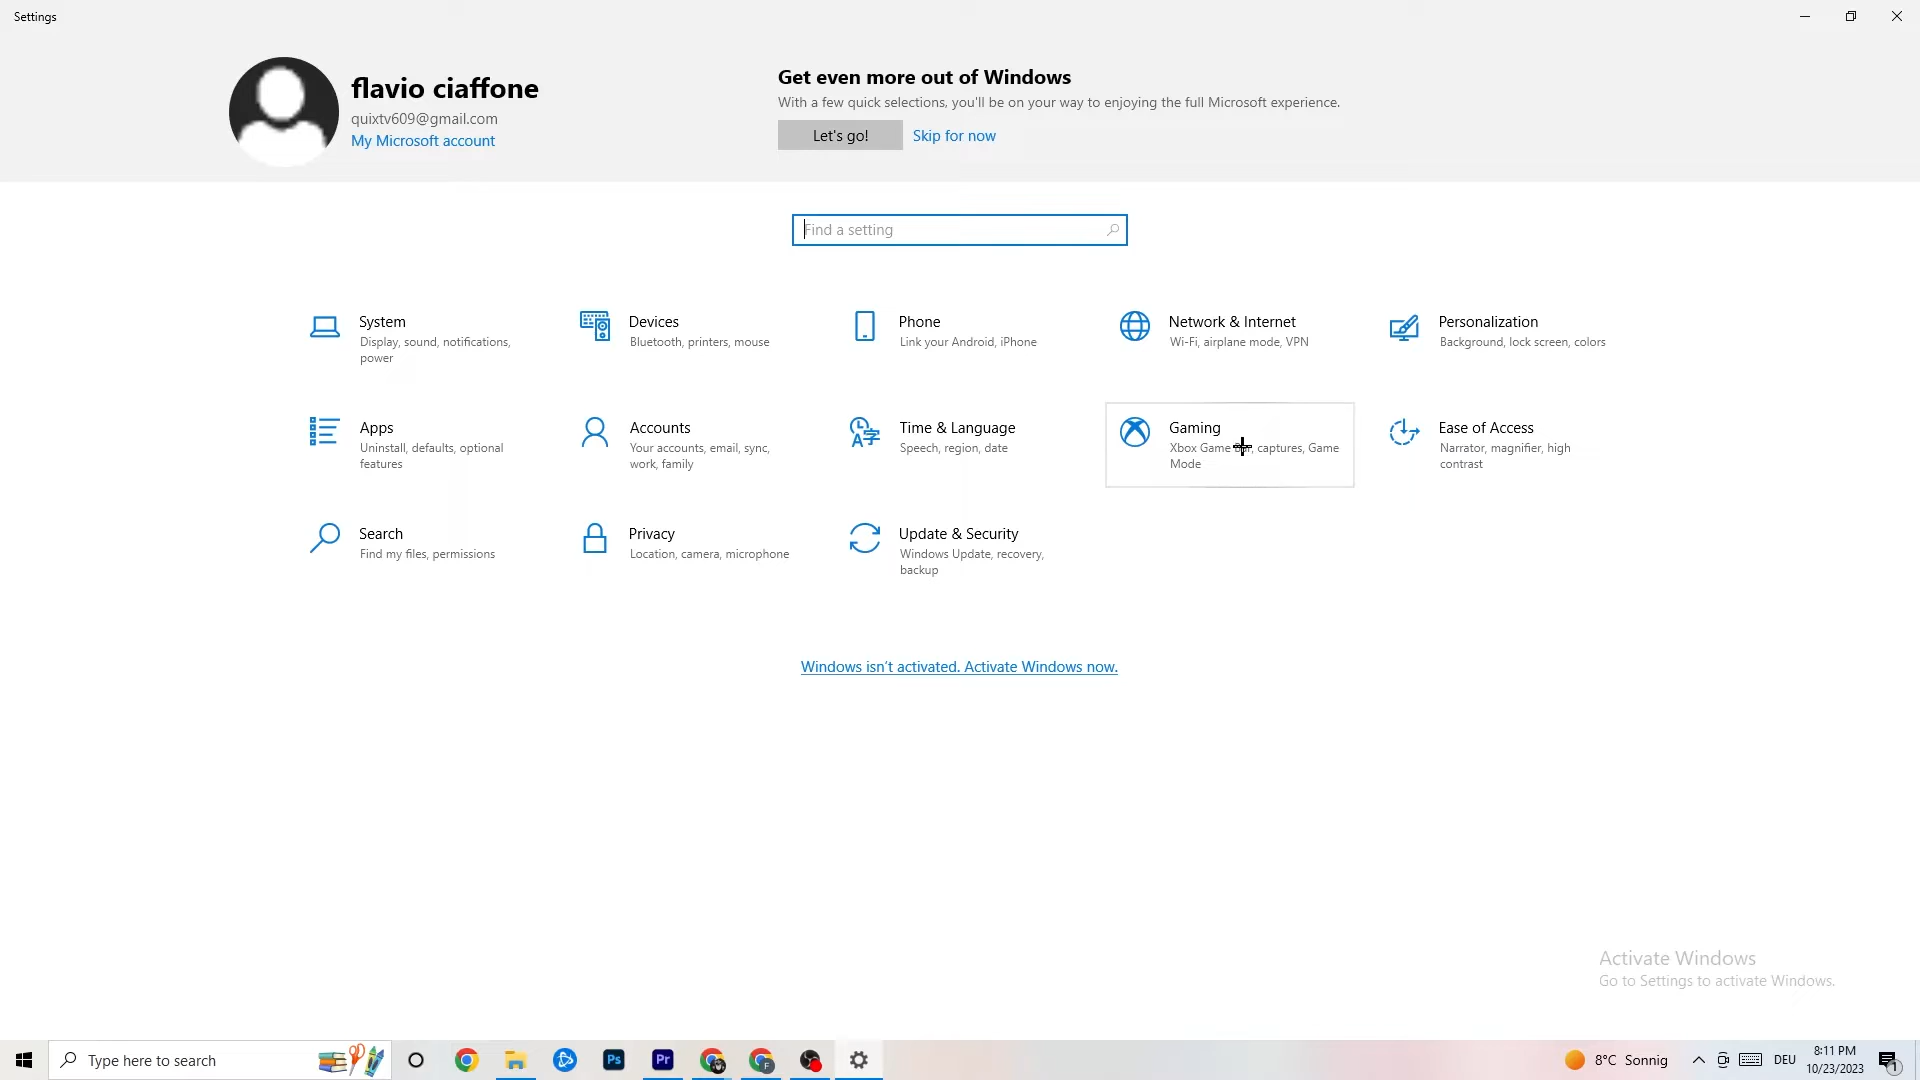 Settings
flavio ciaffone
quixtv609@gmail.com
My Microsoft account
Get even more out of Windows
With a few quick selections, you'll be on your way to enjoying the full Microsoft experience.
Let's go!
Skip for now
Find a setting
System
Display, sound, notifications,
power
Devices
Bluetooth, printers, mouse
Phone
Link your Android, iPhone
Network & Internet
Wi-Fi, airplane mode, VPN
Personalization
Background, lock screen, colors
Apps
Uninstall, defaults, optional
features
Accounts
Your accounts, email, sync,
work, family
Time & Language
Speech, region, date
Gaming
Xbox Game Bar, captures, Game
Mode
Ease of Access
Narrator, magnifier, high
contrast
Search
Find my files, permissions
Privacy
Location, camera, microphone
Update & Security
Windows Update, recovery,
backup
Windows isn't activated. Activate Windows now.
Activate Windows
Go to Settings to activate Windows.
Type here to search
Ps
Pr
F
8°C Sonnig
DEU
8:11 PM
10/23/2023
1